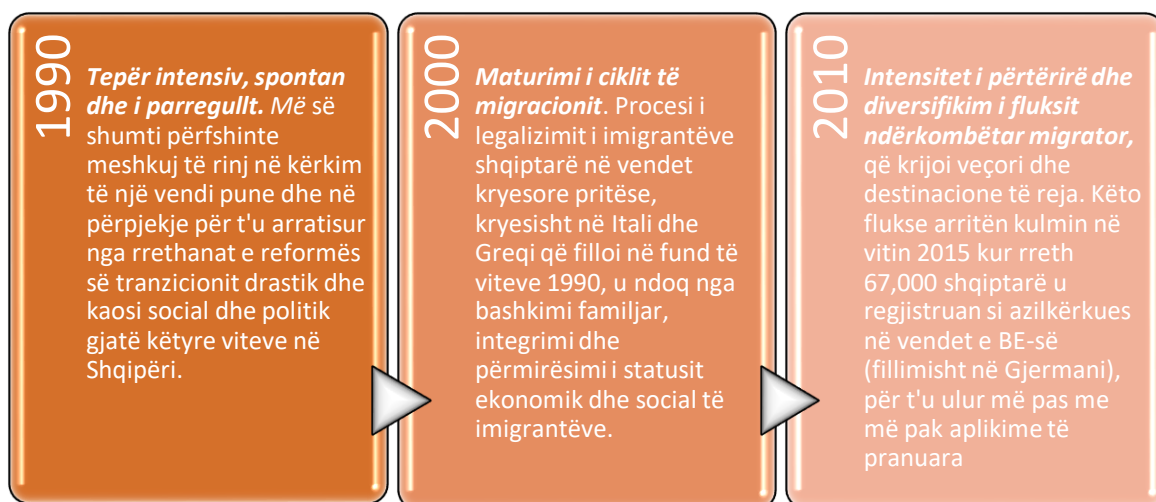 1990
Tepër intensiv, spontan
dhe i parregullt. Më së
shumti përfshinte
meshkuj të rinj në kërkim
të një vendi pune dhe në
përpjekje për t'u arratisur
nga rrethanat e reformës
së tranzicionit drastik dhe
kaosi social dhe politik
gjatë këtyre viteve në
Shqipëri.
2000
Maturimi i ciklit të
migracionit. Procesi i
legalizimit i imigrantëve
shqiptarë në vendet
kryesore pritëse,
kryesisht në Itali dhe
Greqi që filloi në fund të
viteve 1990, u ndoq nga
bashkimi familjar,
integrimi dhe
përmirësimi i statusit
ekonomik dhe social të
imigrantëve.
2010
Intensitet i përtërirë dhe
diversifikim i fluksit
ndërkombëtar migrator,
që krijoi veçori dhe
destinacione të reja. Këto
flukse arritën kulmin në
vitin 2015 kur rreth
67,000 shqiptarë u
regjistruan si azilkërkues
në vendet e BE-së
(fillimisht në Gjermani),
për t'u ulur më pas me
më pak aplikime të
pranuara